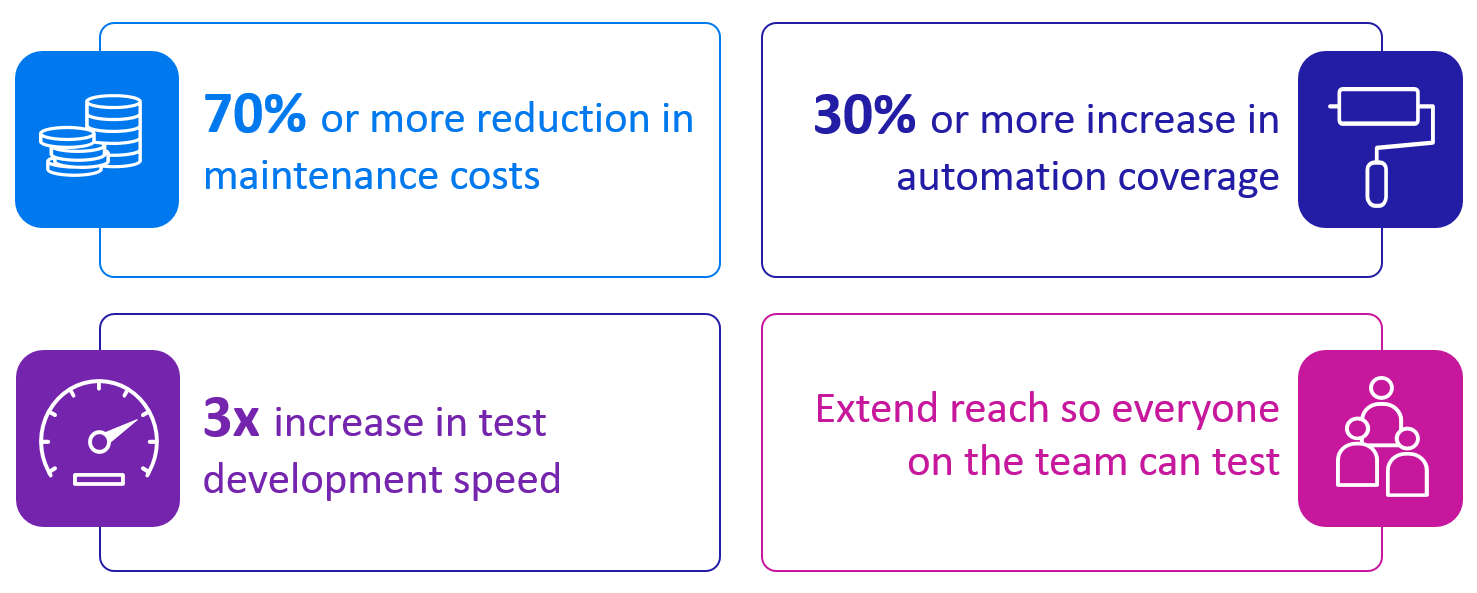 70% or more reduction in
maintenance costs
30% or more increase in
automation coverage
3x increase in test
development speed
Extend reach so everyone
on the team can test